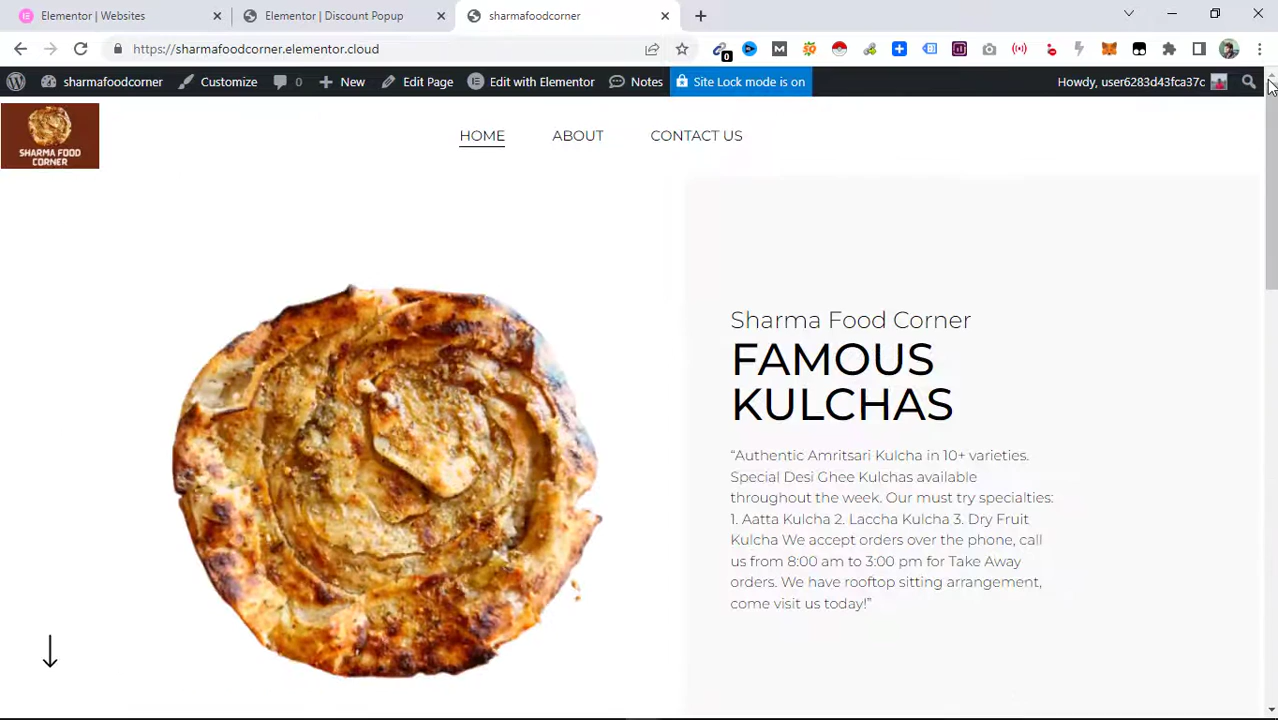 Elementor | Websites
Elementor | Discount Popup
sharmafoodcorner
https://sharmafoodcorner.elementor.cloud
0
sharmafoodcorner
Customize
0
New
Edit Page
Edit with Elementor
Notes
Site Lock mode is on
Howdy, user6283d43fca37c
SHARMA FOOD
CORNER
HOME
ABOUT
CONTACT US
Sharma Food Corner
FAMOUS
KULCHAS
“Authentic Amritsari Kulcha in 10+ varieties.
Special Desi Ghee Kulchas available
throughout the week. Our must try specialties:
1. Aatta Kulcha 2. Laccha Kulcha 3. Dry Fruit
Kulcha We accept orders over the phone, call
us from 8:00 am to 3:00 pm for Take Away
orders. We have rooftop sitting arrangement,
come visit us today!”